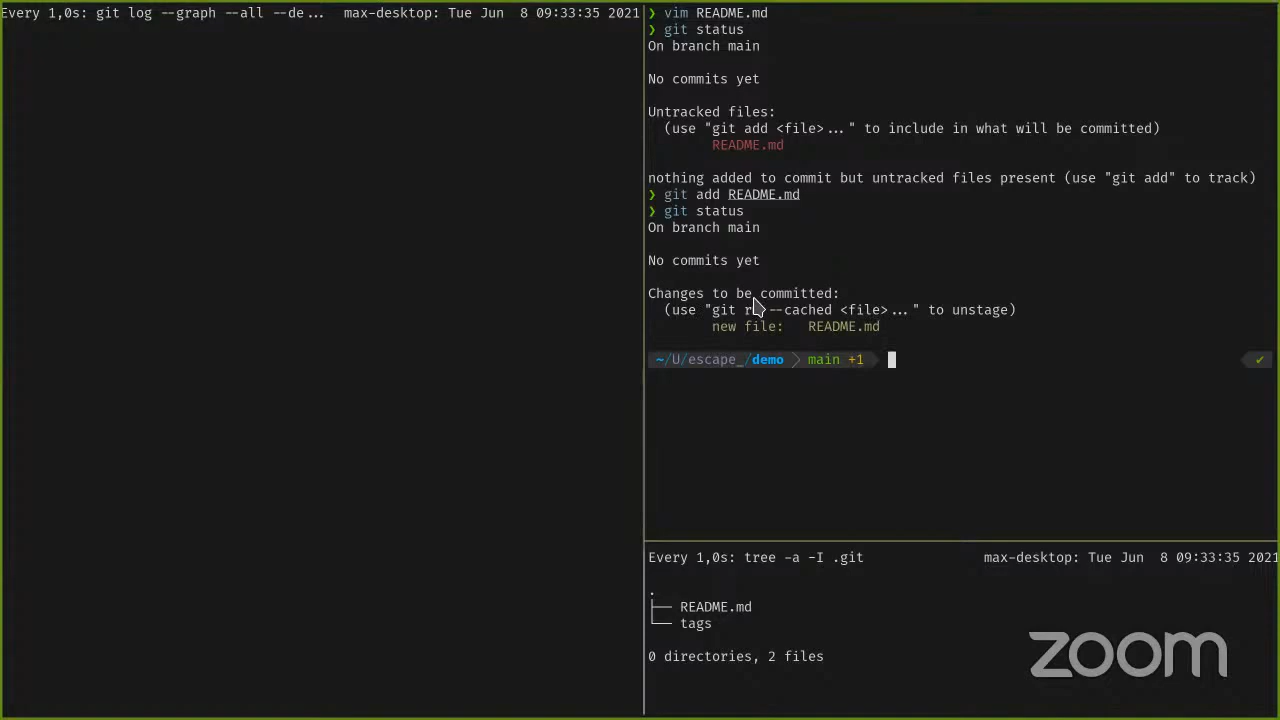 Every 1,0s: git log --graph --all --de... max-desktop: Tue Jun 8 09:33:35 2021
❯ vim README.md
❯ git status
On branch main
No commits yet
Untracked files:
(use "git add <file>..." to include in what will be committed)
README.md
nothing added to commit but untracked files present (use "git add" to track)
❯ git add README.md
❯ git status
On branch main
No commits yet
Changes to be committed:
(use "git --cached <file>..." to unstage)
new file: README.md
~/U/escape_/demo main +1 ✔
Every 1,0s: tree -a -I .git max-desktop: Tue Jun 8 09:33:35 2021
.
├── README.md
└── tags
0 directories, 2 files
zoom